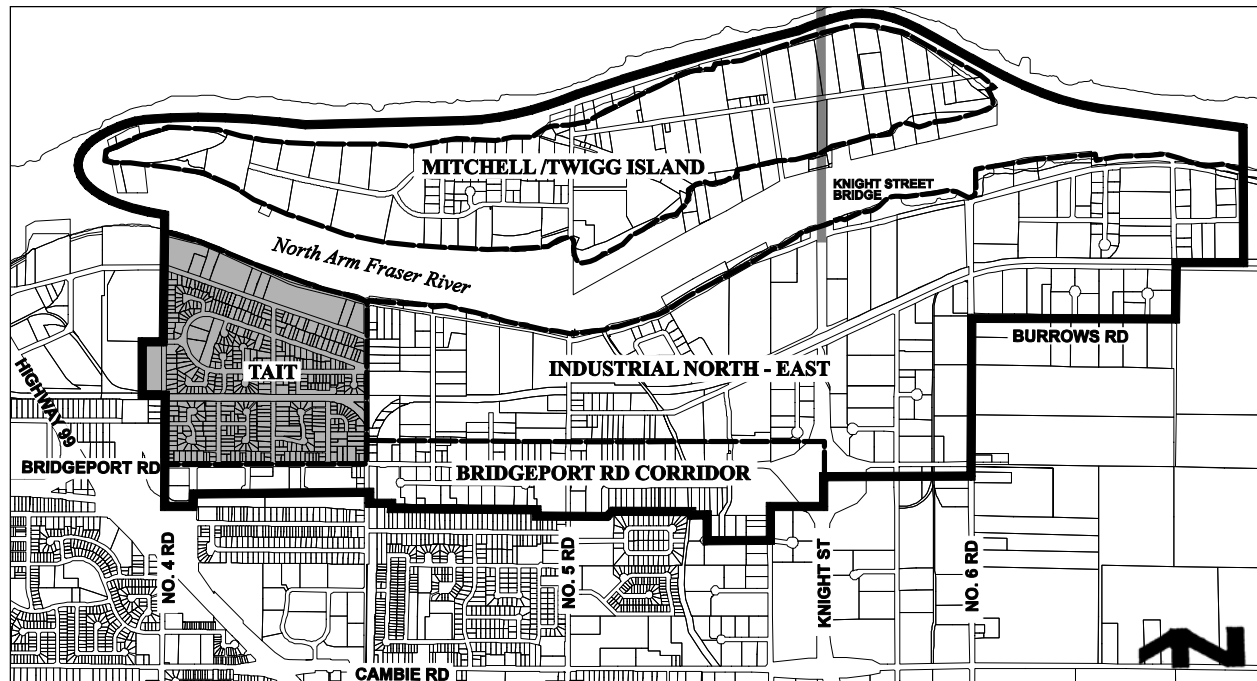 MITCHELL /TWIGG ISLAND
KNIGHT STREET
BRIDGE
North Arm Fraser River
BURROWS RD
TAIT
INDUSTRIAL NORTH - EAST
HIGHWAY 99
BRIDGEPORT RD
BRIDGEPORT RD CORRIDOR
NO. 4 RD
NO. 5 RD
KNIGHT ST
NO. 6 RD
CAMBIE RD
N